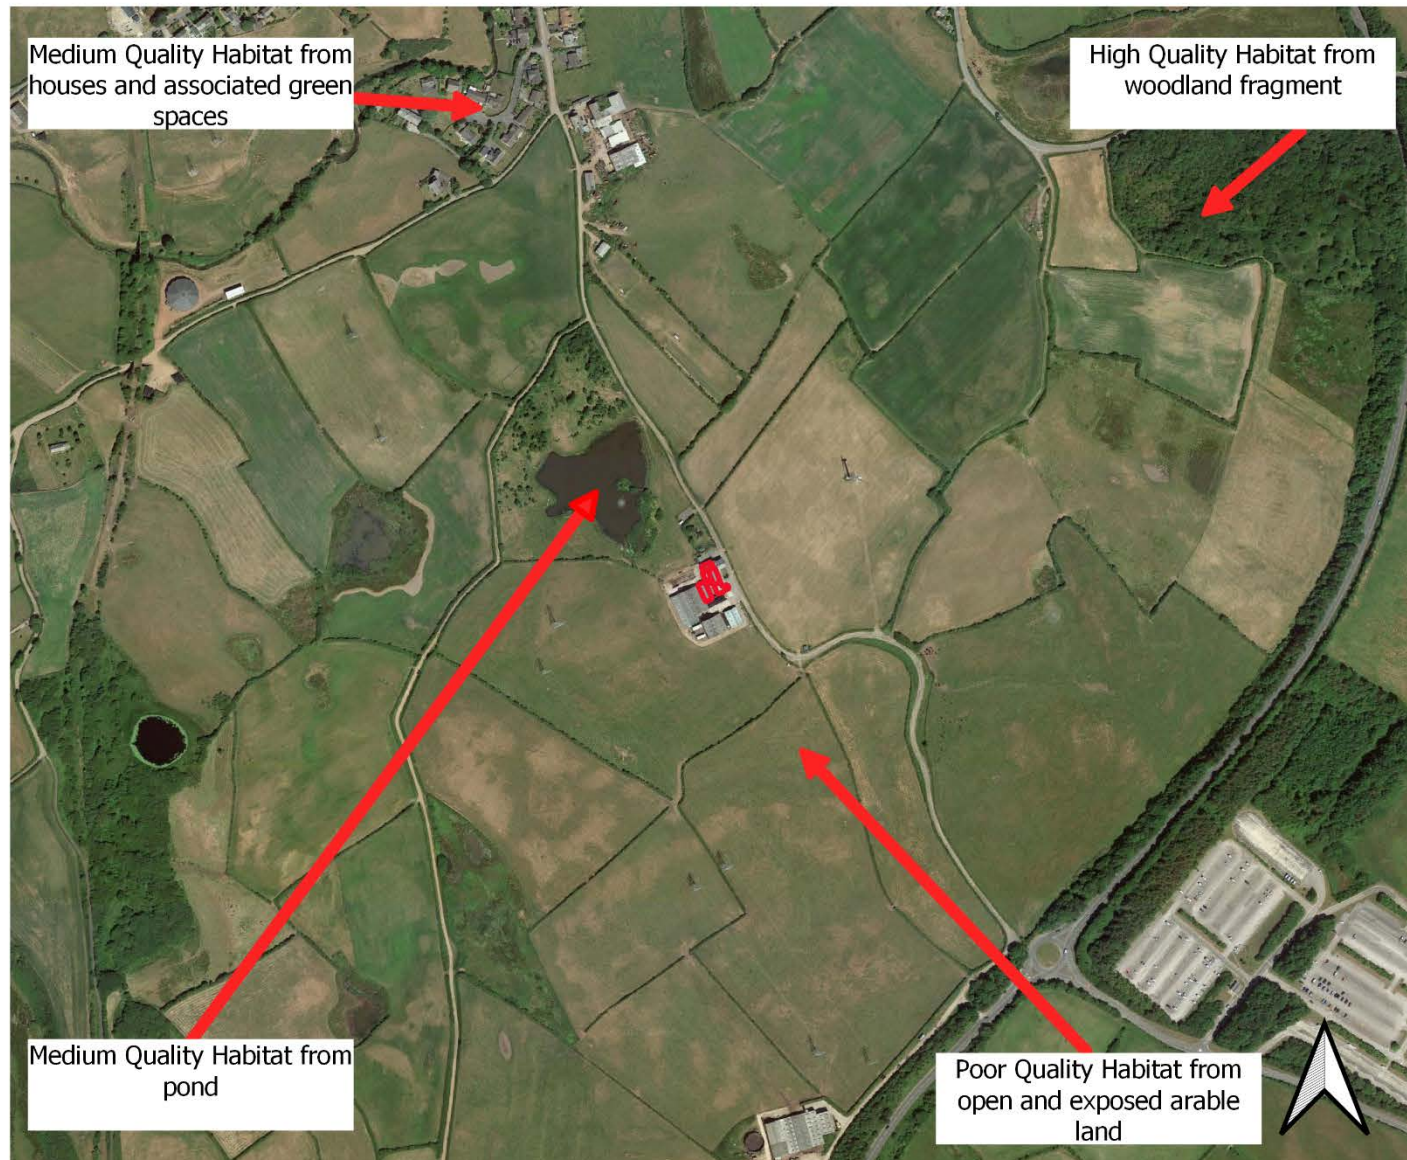 Medium Quality Habitat from
houses and associated green
spaces
High Quality Habitat from
woodland fragment
Medium Quality Habitat from
pond
Poor Quality Habitat from
open and exposed arable
land